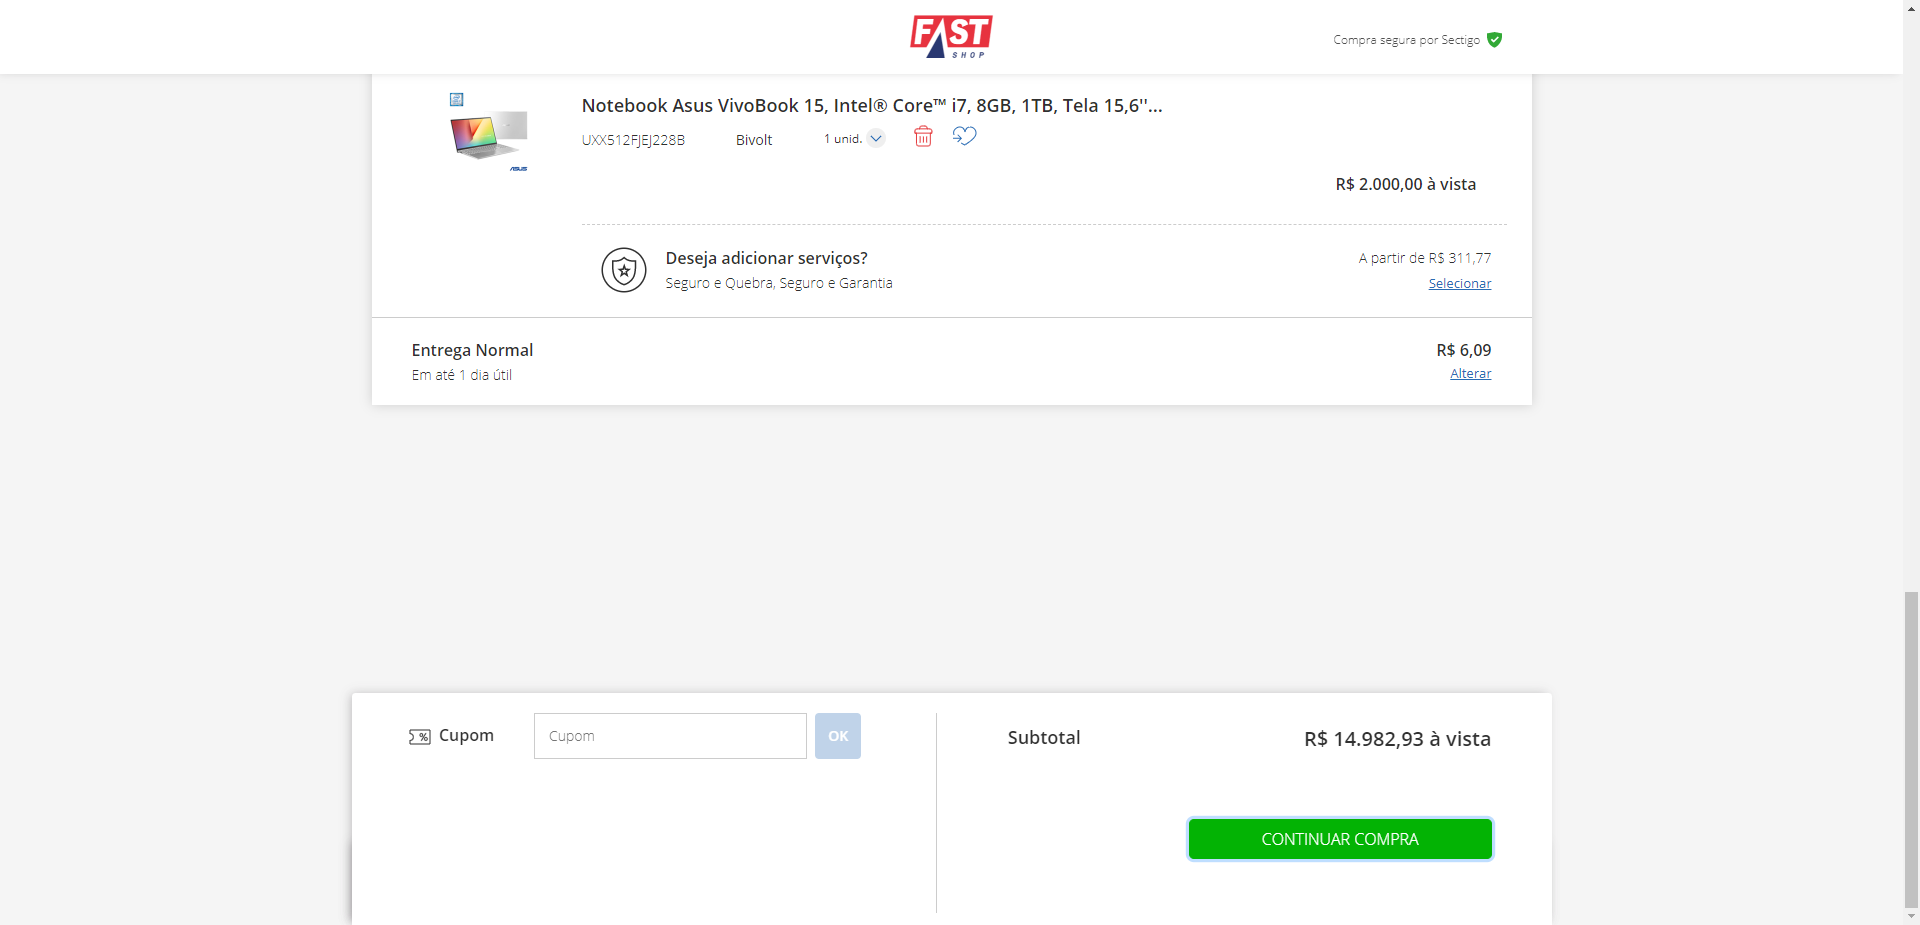 FAST
SHOP
Compra segura por Sectigo
Notebook Asus VivoBook 15, Intel® Core™ i7, 8GB, 1TB, Tela 15,6''...
UXX512FJEJ228B Bivolt 1 unid.
ASUS
R$ 2.000,00 à vista
Deseja adicionar serviços? A partir de R$ 311,77
Seguro e Quebra, Seguro e Garantia Selecionar
Entrega Normal R$ 6,09
Em até 1 dia útil Alterar
% Cupom Cupom OK Subtotal R$ 14.982,93 à vista
CONTINUAR COMPRA